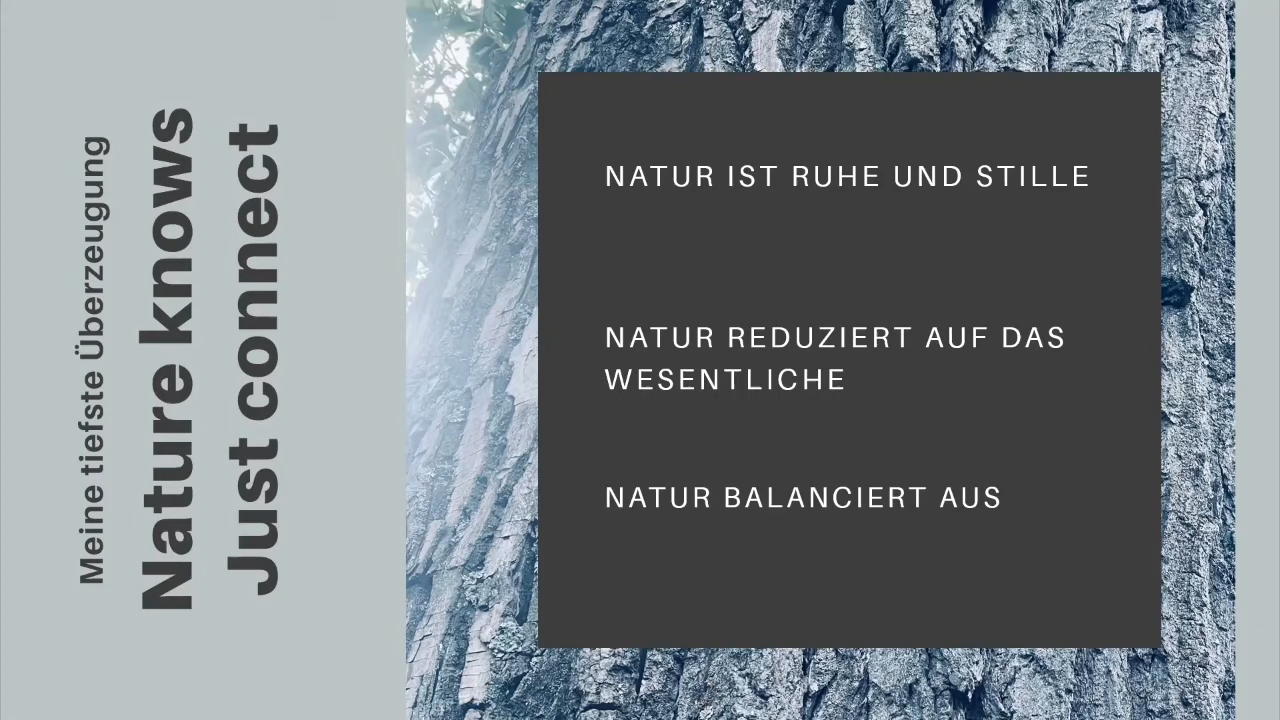 Meine tiefste Überzeugung
Nature knows
Just connect
NATUR IST RUHE UND STILLE
NATUR REDUZIERT AUF DAS
WESENTLICHE
NATUR BALANCIERT AUS